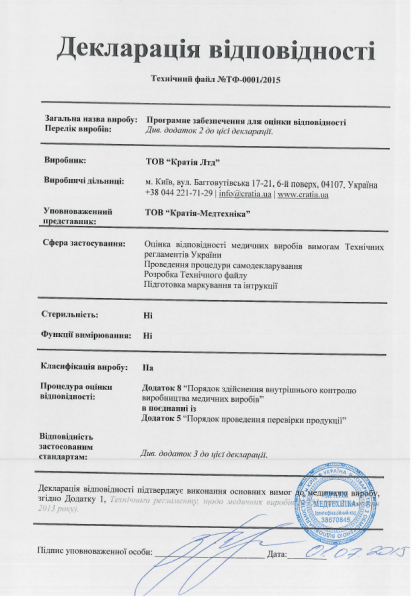 Декларація відповідності
Технічний файл №ТФ-0001/2015
Загальна назва виробу: Програмне забезпечення для оцінки відповідності
Перелік виробів: Див. додаток 2 до цієї декларації.
Виробник: ТОВ “Кратія Лтд”
Виробничі дільниці: м. Київ, вул. Багговутівська 17-21, 6-й поверх, 04107, Україна
+38 044 221-71-29 | info@cratia.ua | www.cratia.ua
Уповноважений ТОВ “Кратія-Медтехніка”
представник:
Сфера застосування: Оцінка відповідності медичних виробів вимогам Технічних
регламентів України
Проведення процедури самодекларування
Розробка Технічного файлу
Підготовка маркування та інтрукції
Стерильність: Ні
Функції вимірювання: Ні
Класифікація виробу: IIa
Процедура оцінки Додаток 8 “Порядок здійснення внутрішнього контролю
відповідності: виробництва медичних виробів”
в поєднанні із
Додаток 5 “Порядок проведення перевірки продукції”
Відповідність
застосованим
стандартам: Див. додаток 3 до цієї декларації.
Декларація відповідності підтверджує виконання основних вимог до медичних виробу,
згідно Додатку 1, Технічного регламенту, щодо медичних
2013 року).
МЕДТЕХНІКА
38670845
Підпис уповноваженої особи: Дата: 01.07 2015